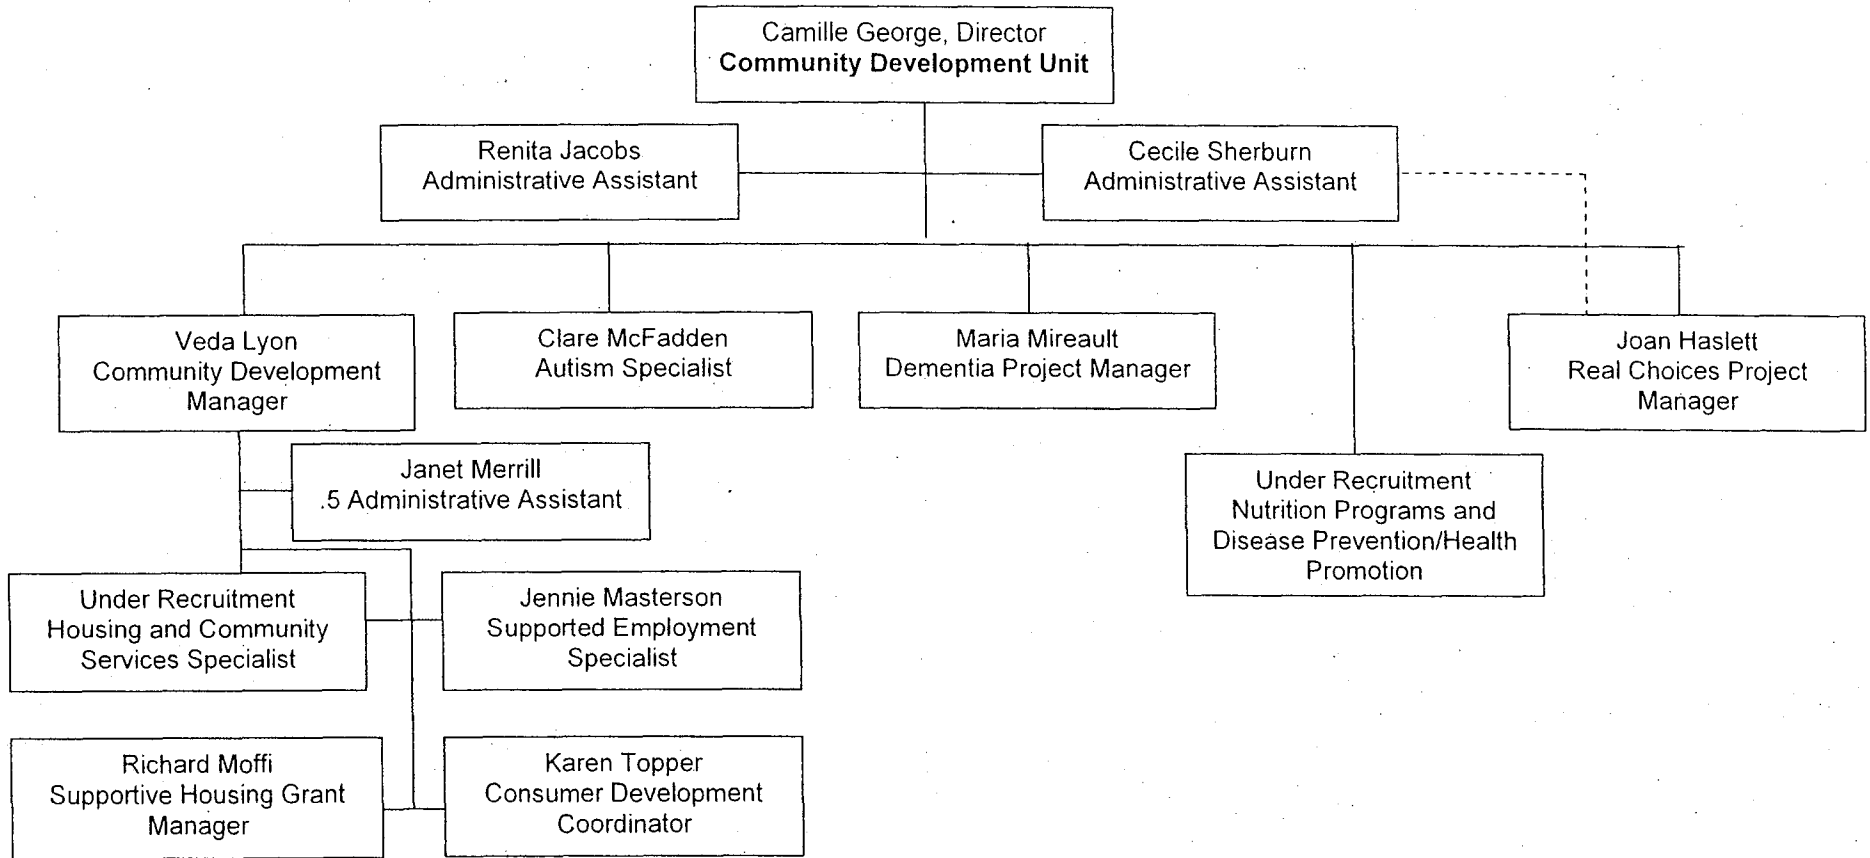 Camille George, Director
Community Development Unit
Renita Jacobs
Administrative Assistant
Cecile Sherburn
Administrative Assistant
Veda Lyon
Community Development
Manager
Clare McFadden
Autism Specialist
Maria Mireault
Dementia Project Manager
Joan Haslett
Real Choices Project
Manager
Janet Merrill
.5 Administrative Assistant
Under Recruitment
Nutrition Programs and
Disease Prevention/Health
Promotion
Under Recruitment
Housing and Community
Services Specialist
Jennie Masterson
Supported Employment
Specialist
Richard Moffi
Supportive Housing Grant
Manager
Karen Topper
Consumer Development
Coordinator